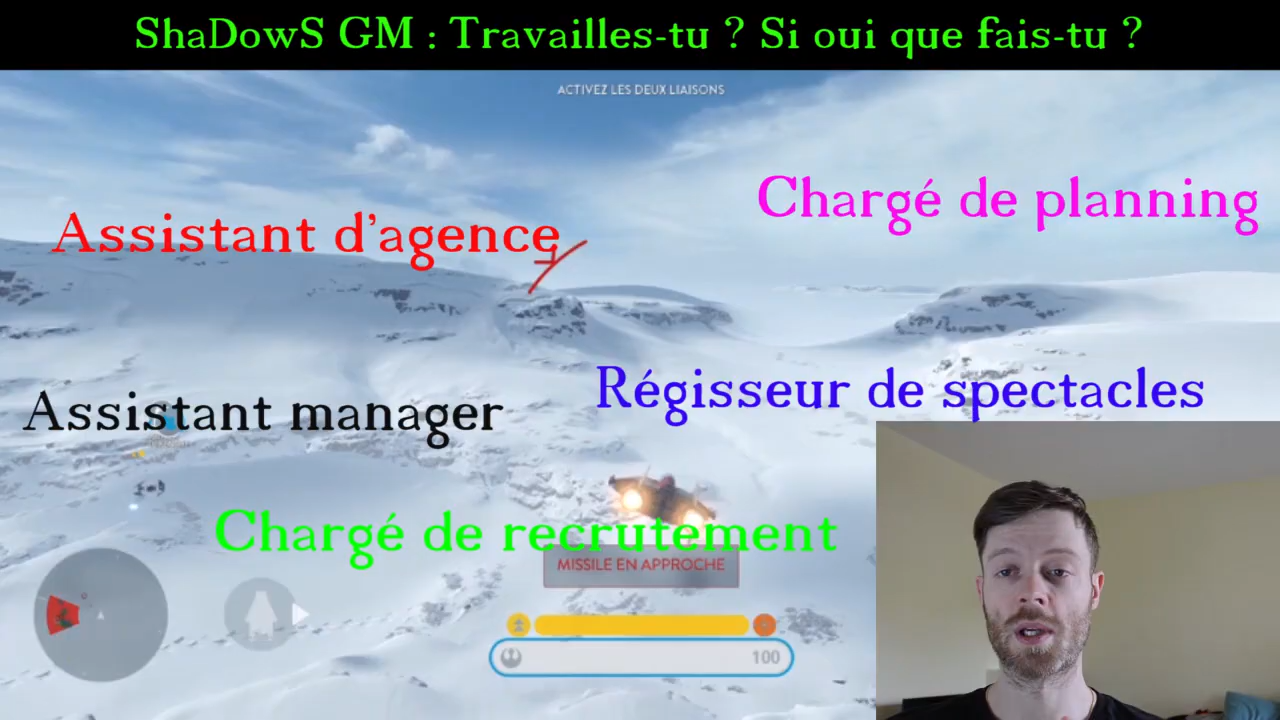 ShaDowS GM : Travailles-tu ? Si oui que fais-tu ?
ACTIVEZ LES DEUX LIAISONS
Chargé de planning
Assistant d'agence
Régisseur de spectacles
Assistant manager
Chargé de recrutement
MISSILE EN APPROCHE
100